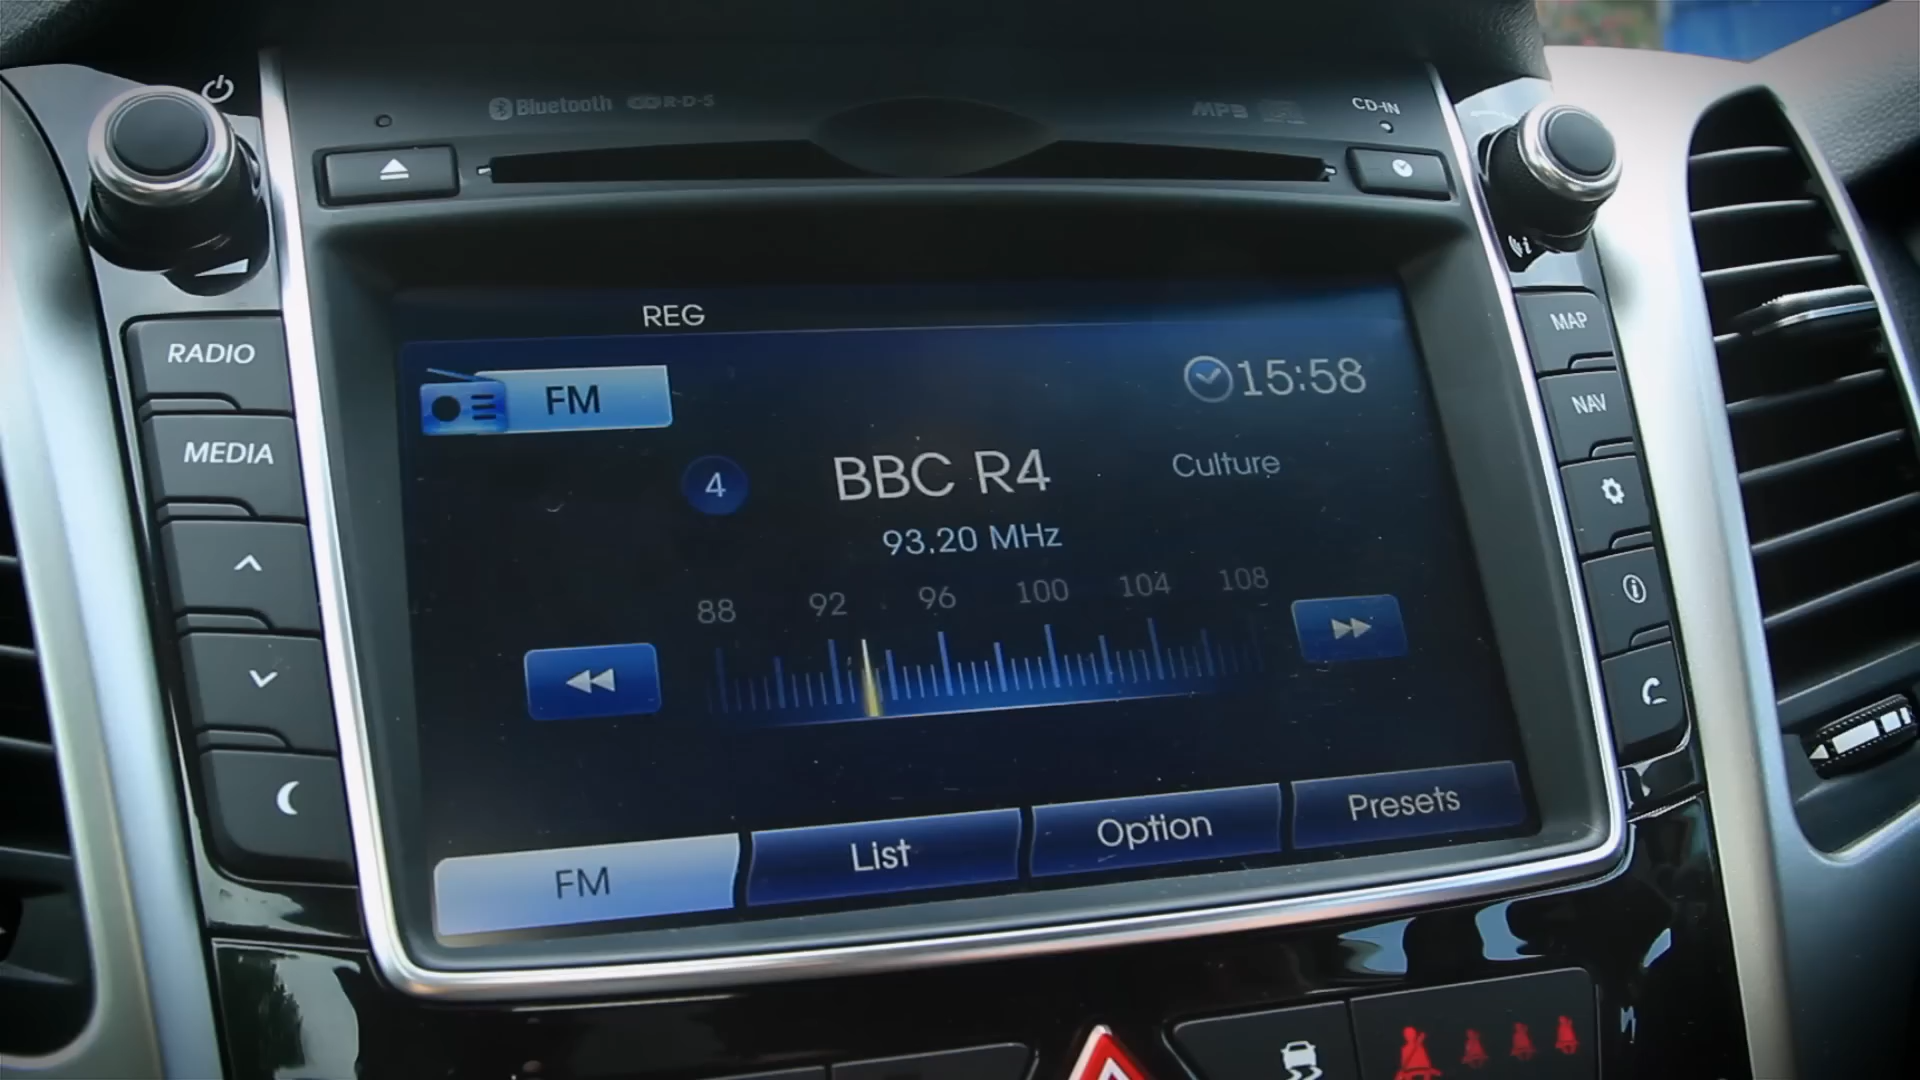 Bluetooth R·D·S MP3 CD-IN
REG
RADIO
MEDIA
FM
15:58
4
BBC R4
Culture
93.20 MHz
88 92 96 100 104 108
FM List Option Presets
MAP
NAV